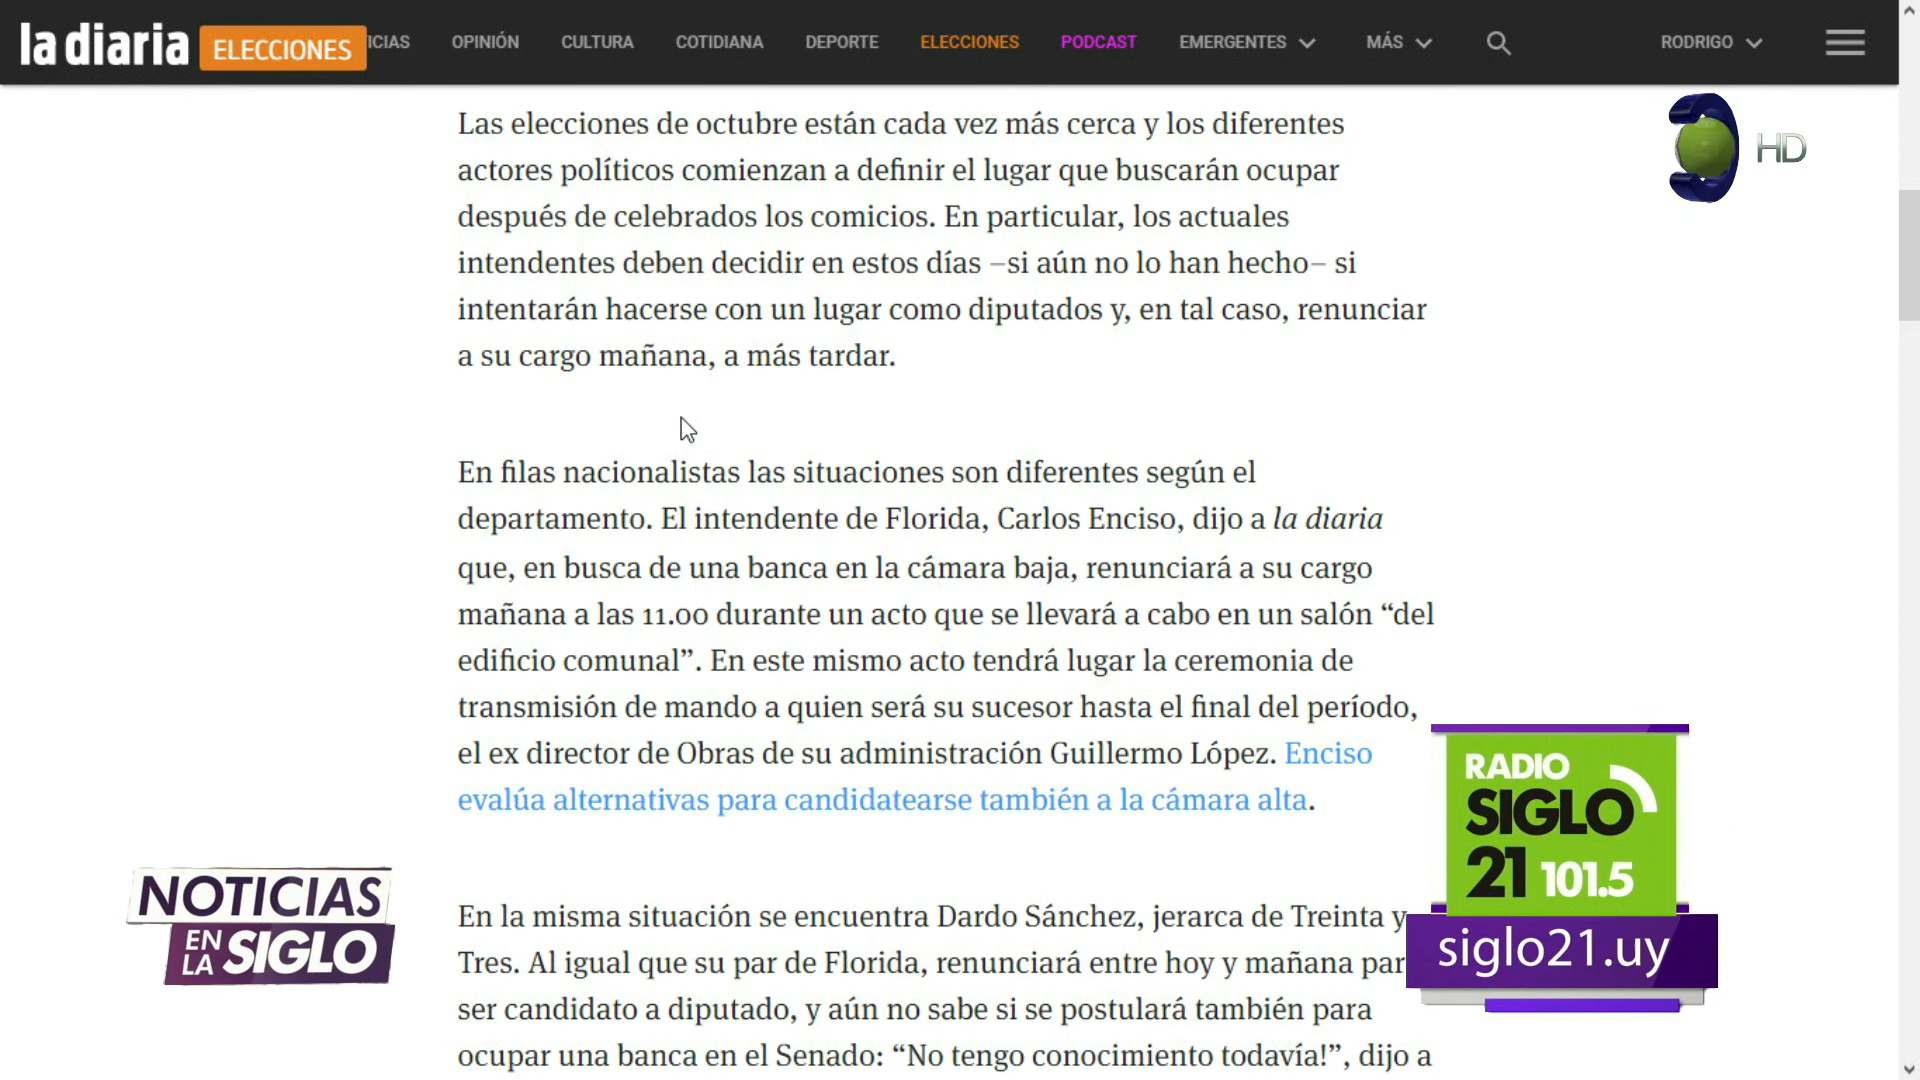 la diaria ELECCIONES ICIAS OPINIÓN CULTURA COTIDIANA DEPORTE ELECCIONES PODCAST EMERGENTES MÁS RODRIGO
HD
Las elecciones de octubre están cada vez más cerca y los diferentes
actores políticos comienzan a definir el lugar que buscarán ocupar
después de celebrados los comicios. En particular, los actuales
intendentes deben decidir en estos días –si aún no lo han hecho– si
intentarán hacerse con un lugar como diputados y, en tal caso, renunciar
a su cargo mañana, a más tardar.
En filas nacionalistas las situaciones son diferentes según el
departamento. El intendente de Florida, Carlos Enciso, dijo a la diaria
que, en busca de una banca en la cámara baja, renunciará a su cargo
mañana a las 11.00 durante un acto que se llevará a cabo en un salón “del
edificio comunal”. En este mismo acto tendrá lugar la ceremonia de
transmisión de mando a quien será su sucesor hasta el final del período,
el ex director de Obras de su administración Guillermo López. Enciso
evalúa alternativas para candidatearse también a la cámara alta.
En la misma situación se encuentra Dardo Sánchez, jerarca de Treinta y
Tres. Al igual que su par de Florida, renunciará entre hoy y mañana par
ser candidato a diputado, y aún no sabe si se postulará también para
ocupar una banca en el Senado: “No tengo conocimiento todavía!”, dijo a
NOTICIAS
EN LA SIGLO
RADIO
SIGLO
21 101.5
siglo21.uy